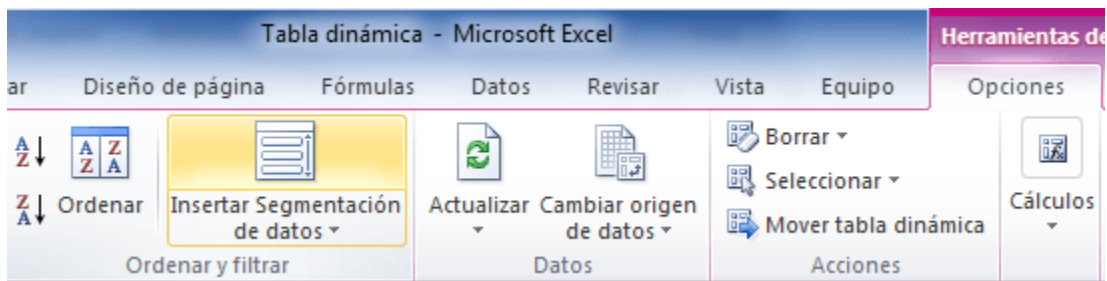 Tabla dinámica - Microsoft Excel
Herramientas de
ar Diseño de página Fórmulas Datos Revisar Vista Equipo Opciones
A Z
A Z Z A
Z A
Ordenar
Insertar Segmentación
de datos
Ordenar y filtrar
Actualizar
Cambiar origen
de datos
Datos
Borrar
Seleccionar
Mover tabla dinámica
Acciones
Cálculos